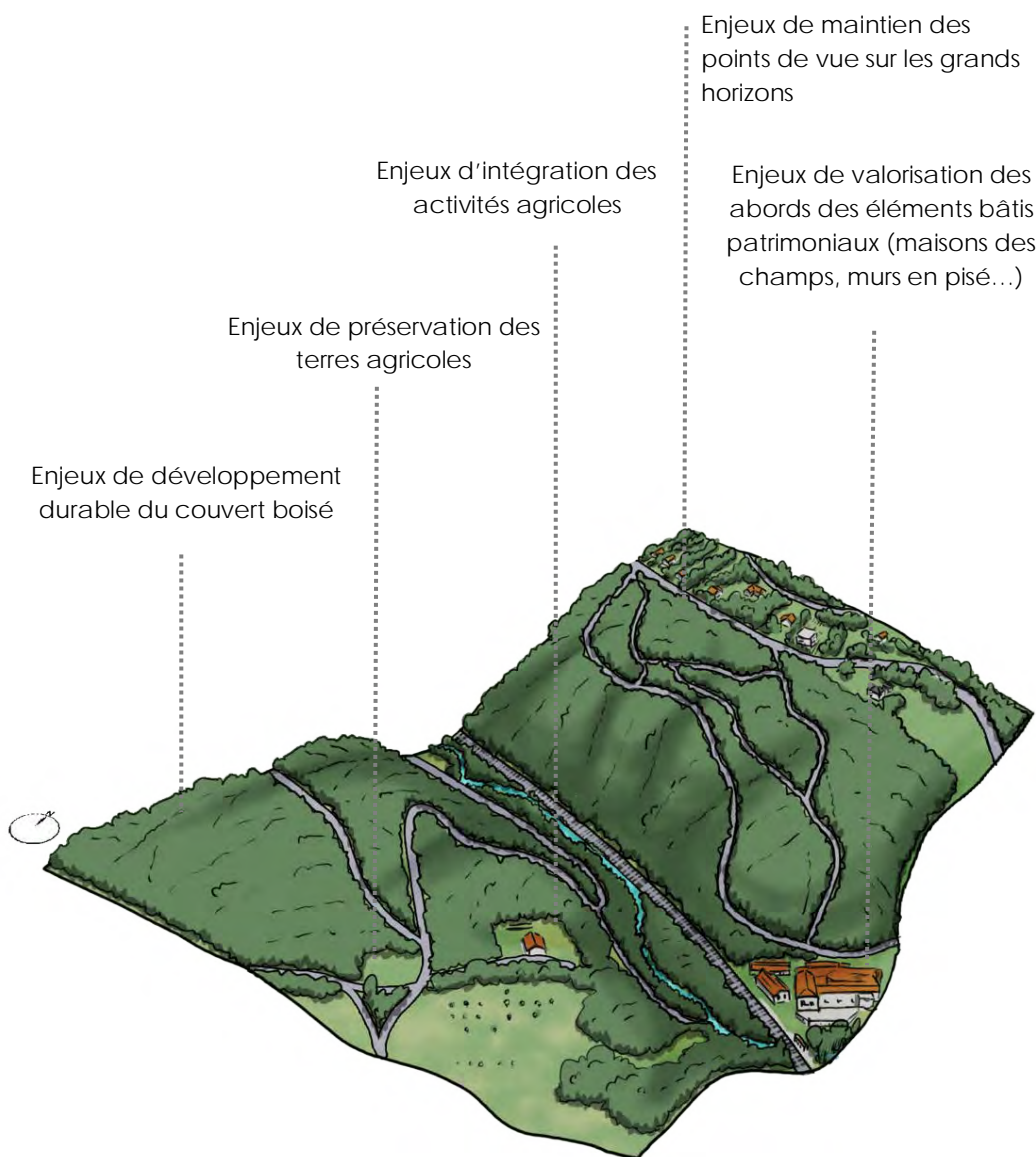 Enjeux de maintien des
points de vue sur les grands
horizons
Enjeux d'intégration des
activités agricoles
Enjeux de valorisation des
abords des éléments bâtis
patrimoniaux (maisons des
champs, murs en pisé...)
Enjeux de préservation des
terres agricoles
Enjeux de développement
durable du couvert boisé